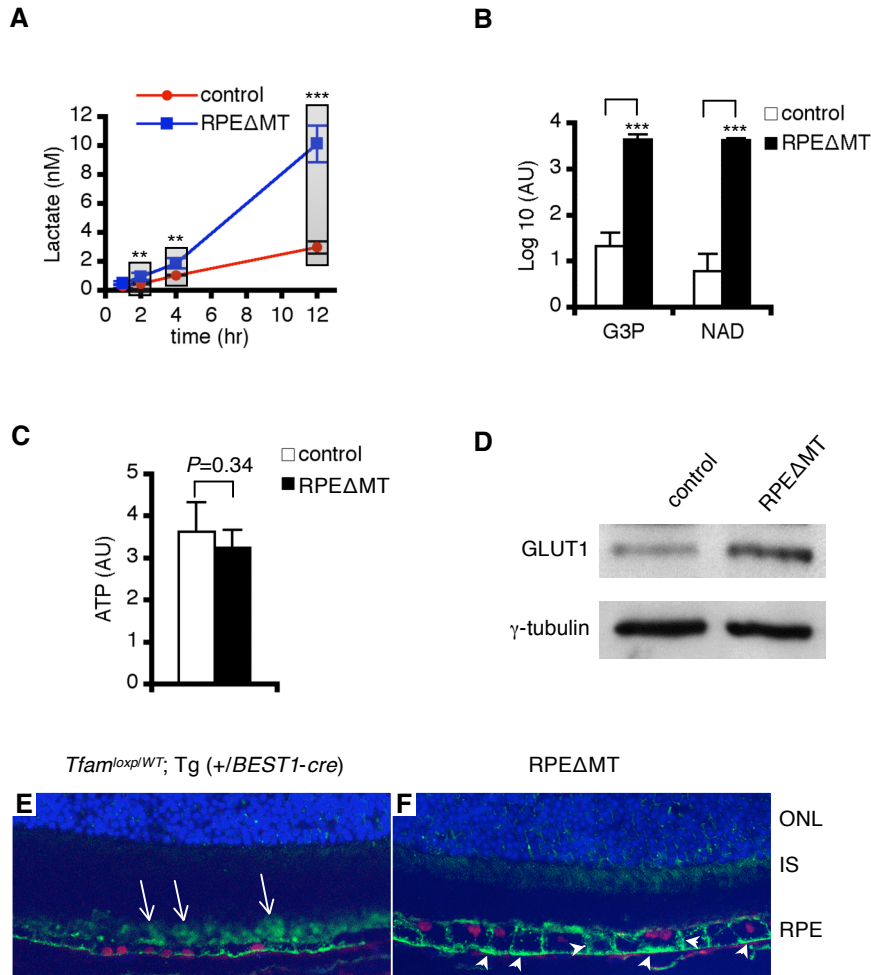 A
control
RPEΔMT
***
**
**
12
10
8
6
4
2
0
Lactate (nM)
0 2 4 6 8 10 12
time (hr)
B
control
RPEΔMT
*** ***
4
3
2
1
0
Log 10 (AU)
G3P NAD
C
control
RPEΔMT
P=0.34
5
4
3
2
1
0
ATP (AU)
D
control RPEΔMT
GLUT1
γ-tubulin
Tfam^loxp/WT; Tg (+/BEST1-cre)
RPEΔMT
E
F
ONL
IS
RPE